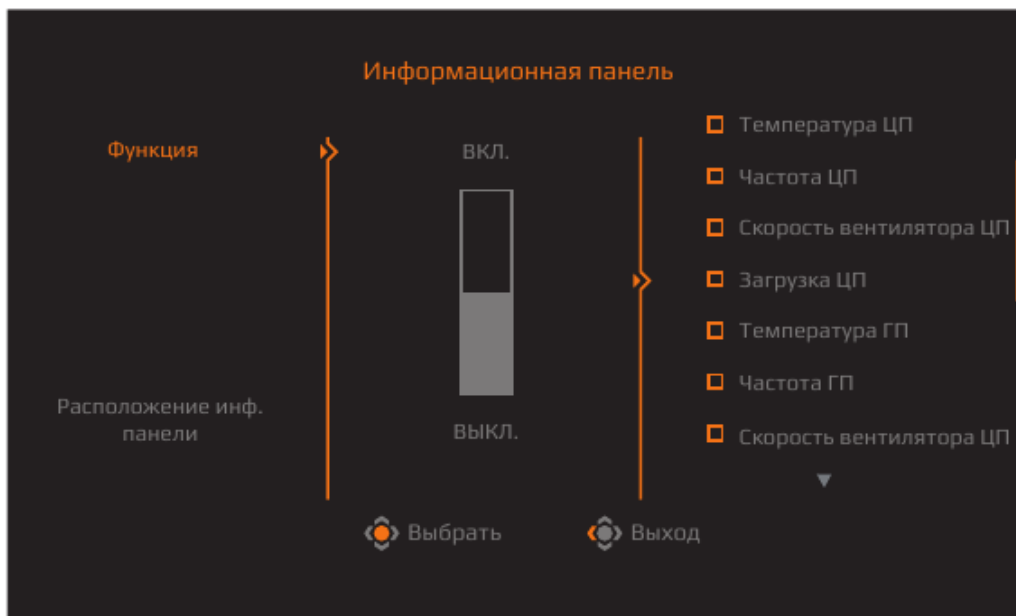 Информационная панель
Функция
Расположение инф.
панели
ВКЛ.
ВЫКЛ.
Температура ЦП
Частота ЦП
Скорость вентилятора ЦП
Загрузка ЦП
Температура ГП
Частота ГП
Скорость вентилятора ЦП
Выбрать
Выход